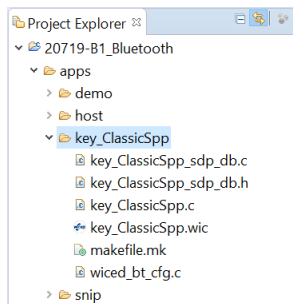 Project Explorer
20719-B1_Bluetooth
apps
demo
host
key_ClassicSpp
key_ClassicSpp_sdp_db.c
key_ClassicSpp_sdp_db.h
key_ClassicSpp.c
key_ClassicSpp.wic
makefile.mk
wiced_bt_cfg.c
snip